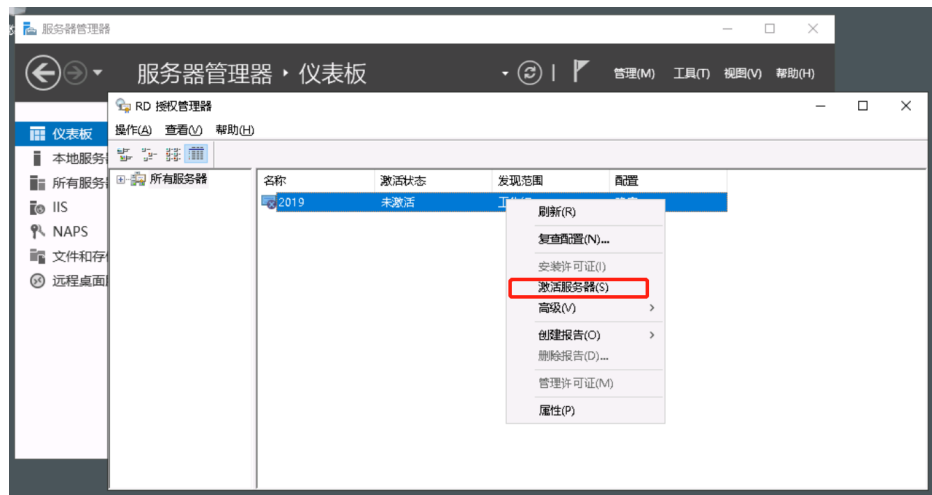 服务器管理器
服务器管理器 · 仪表板
管理(M) 工具(T) 视图(V) 帮助(H)
RD 授权管理器
操作(A) 查看(V) 帮助(H)
仪表板
本地服务
所有服务
IIS
NAPS
文件和存
远程桌面
所有服务器
名称 激活状态 发现范围 配置
2019 未激活
刷新(R)
复查配置(N)...
安装许可证(I)
激活服务器(S)
高级(V)
创建报告(O)
删除报告(D)...
管理许可证(M)
属性(P)